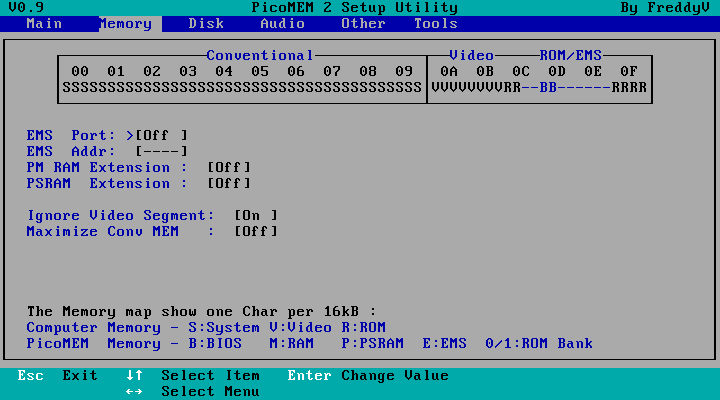 V0.9 PicoMEM 2 Setup Utility By FreddyV
Main Memory Disk Audio Other Tools
Conventional Video ROM/EMS
00 01 02 03 04 05 06 07 08 09 0A 0B 0C 0D 0E 0F
SSSSSSSSSSSSSSSSSSSSSSSSSSSSSSSSSSSSSSSS VVVVVVVVRR--BB------RRRR
EMS Port: >[Off ]
EMS Addr: [----]
PM RAM Extension : [Off]
PSRAM Extension : [Off]
Ignore Video Segment: [On ]
Maximize Conv MEM : [Off]
The Memory map show one Char per 16kB :
Computer Memory - S:System V:Video R:ROM
PicoMEM Memory - B:BIOS M:RAM P:PSRAM E:EMS 0/1:ROM Bank
Esc Exit ↓↑ Select Item Enter Change Value
←→ Select Menu